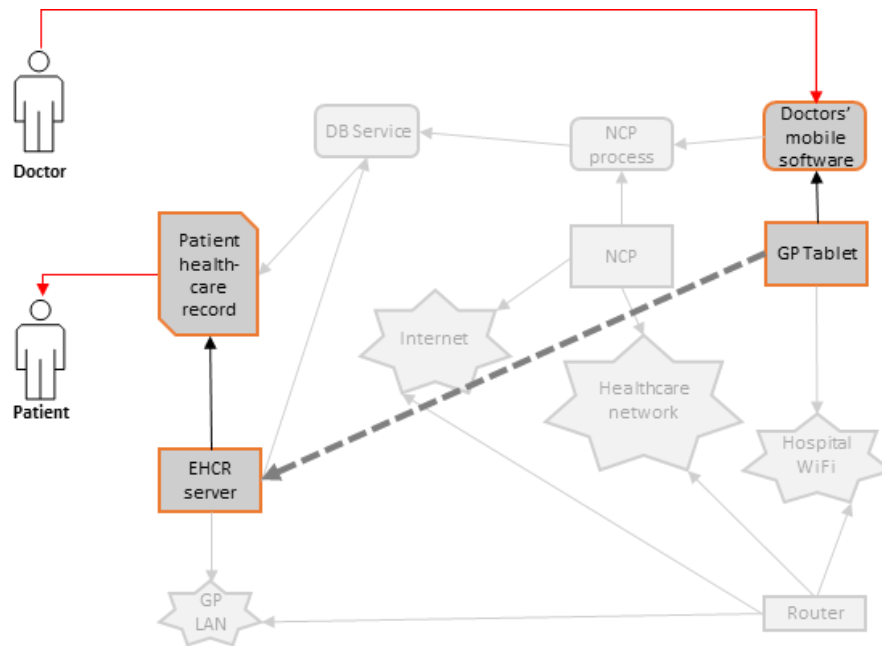 Doctor
DB Service
NCP
process
Doctors'
mobile
software
Patient
health-
care
record
NCP
GP Tablet
Internet
Healthcare
network
Patient
EHCR
server
Hospital
WiFi
GP
LAN
Router